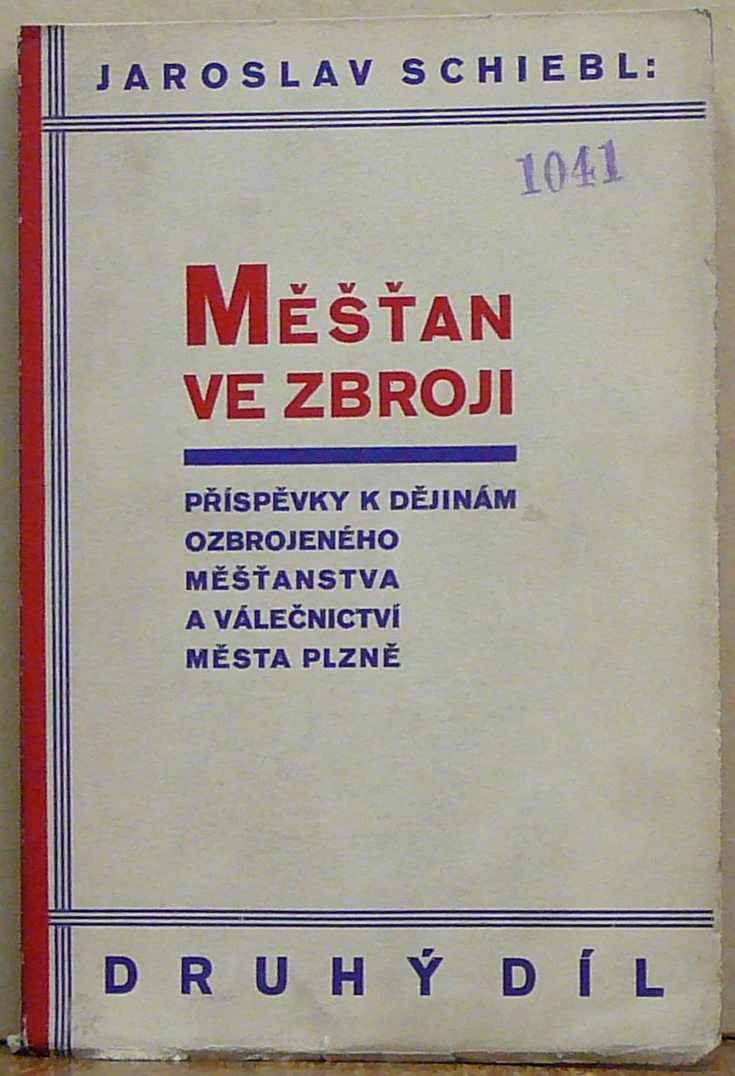 JAROSLAV SCHIEBL:
1041
MĚŠŤAN
VE ZBROJI
PŘÍSPĚVKY K DĚJINÁM
OZBROJENÉHO
MĚŠŤANSTVA
A VÁLEČNICTVÍ
MĚSTA PLZNĚ
DRUHÝ DÍL